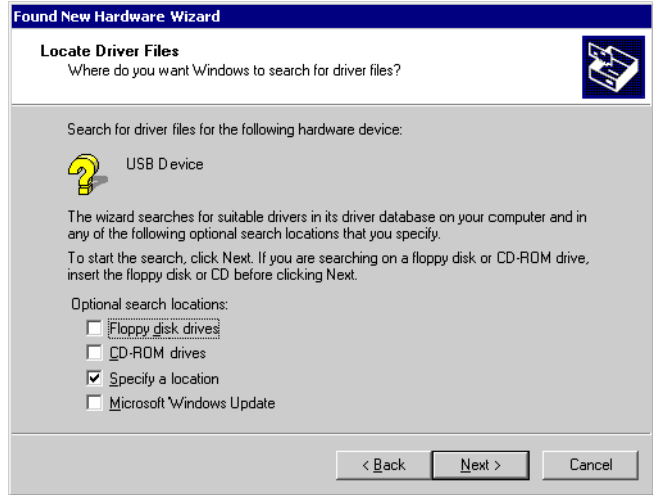 Found New Hardware Wizard
Locate Driver Files
Where do you want Windows to search for driver files?
Search for driver files for the following hardware device:
USB Device
The wizard searches for suitable drivers in its driver database on your computer and in
any of the following optional search locations that you specify.
To start the search, click Next. If you are searching on a floppy disk or CD-ROM drive,
insert the floppy disk or CD before clicking Next.
Optional search locations:
Floppy disk drives
CD-ROM drives
Specify a location
Microsoft Windows Update
< Back Next > Cancel